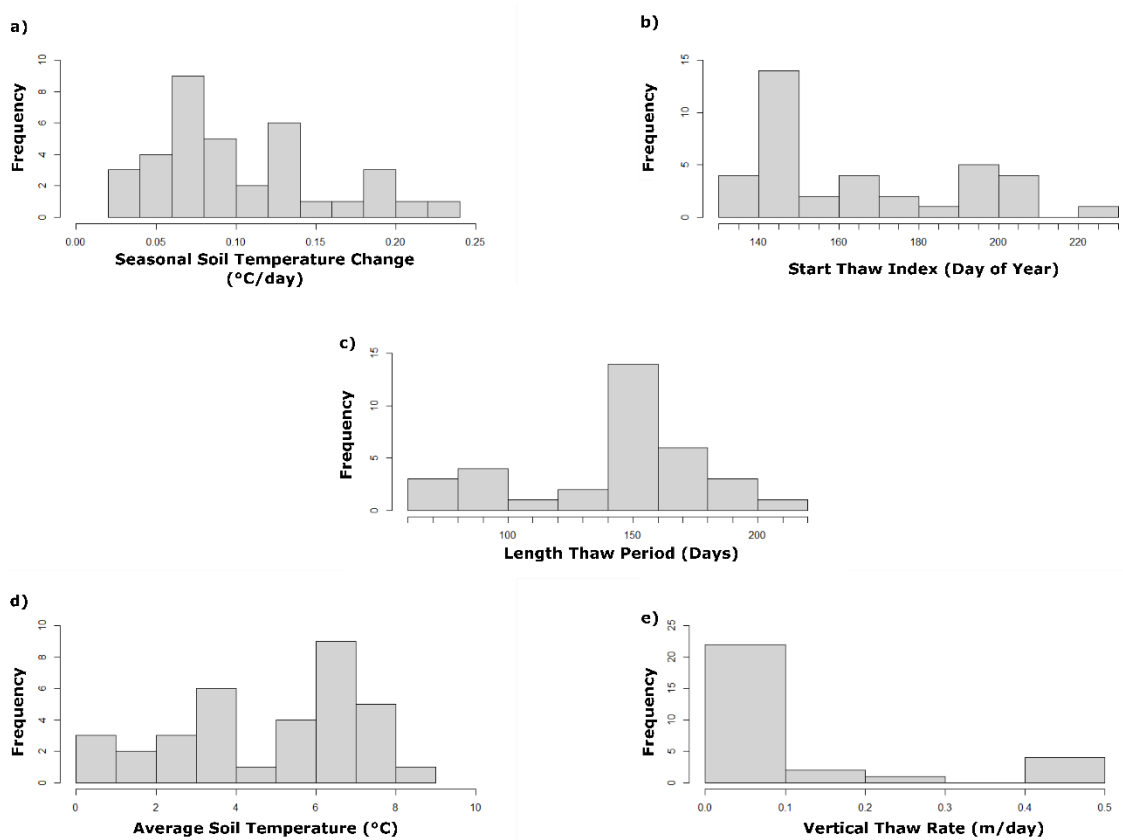 a)
Frequency
0 2 4 6 8 10
0.00 0.05 0.10 0.15 0.20 0.25
Seasonal Soil Temperature Change
(°C/day)
b)
Frequency
0 5 10 15
140 160 180 200 220
Start Thaw Index (Day of Year)
c)
Frequency
0 5 10 15
100 150 200
Length Thaw Period (Days)
d)
Frequency
0 2 4 6 8 10
0 2 4 6 8 10
Average Soil Temperature (°C)
e)
Frequency
0 5 10 15 20 25
0.0 0.1 0.2 0.3 0.4 0.5
Vertical Thaw Rate (m/day)